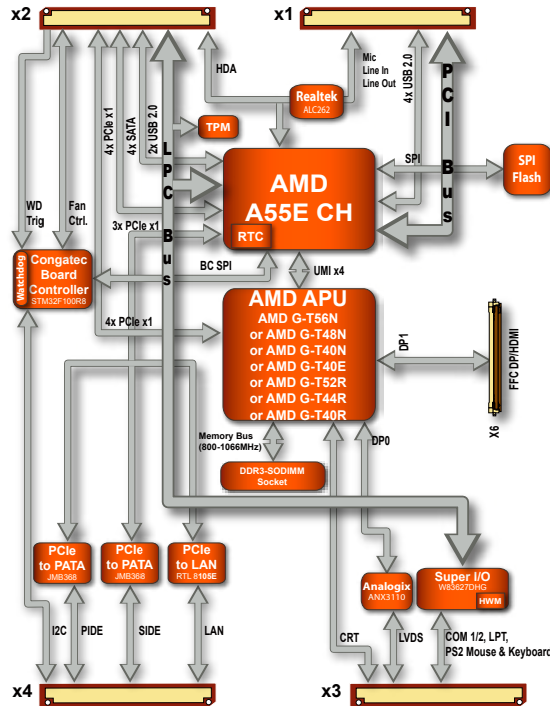 x2
x1
HDA
Mic
Line In
Line Out
Realtek
ALC262
4x USB 2.0
PCI Bus
4x PCIe x1
4x SATA
2x USB 2.0
LPC Bus
TPM
SPI
SPI
Flash
AMD
A55E CH
RTC
WD
Trig
Fan
Ctrl.
3x PCIe x1
Watchdog
Congatec
Board
Controller
STM32F100R8
BC SPI
UMI x4
4x PCIe x1
AMD APU
AMD G-T56N
or AMD G-T48N
or AMD G-T40N
or AMD G-T40E
or AMD G-T52R
or AMD G-T44R
or AMD G-T40R
DP1
FFC DP/HDMI
X6
Memory Bus
(800-1066MHz)
DP0
DDR3-SODIMM
Socket
PCIe
to PATA
JMB368
PCIe
to PATA
JMB368
PCIe
to LAN
RTL 8105E
Analogix
ANX3110
Super I/O
W83627DHG
HWM
I2C
PIDE
SIDE
LAN
CRT
LVDS
COM 1/2, LPT,
PS2 Mouse & Keyboard
x4
x3